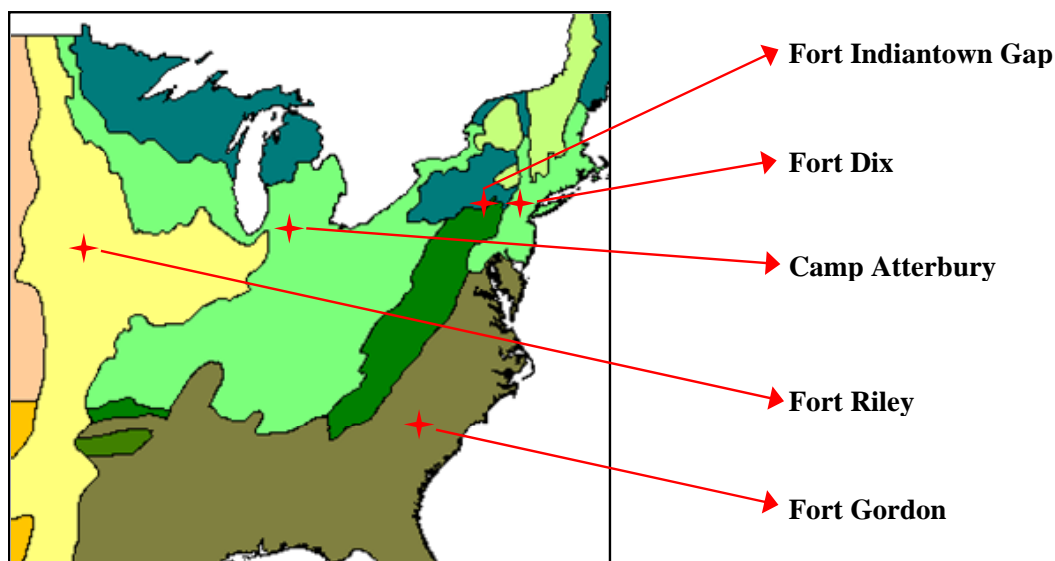 Fort Indiantown Gap
Fort Dix
Camp Atterbury
Fort Riley
Fort Gordon